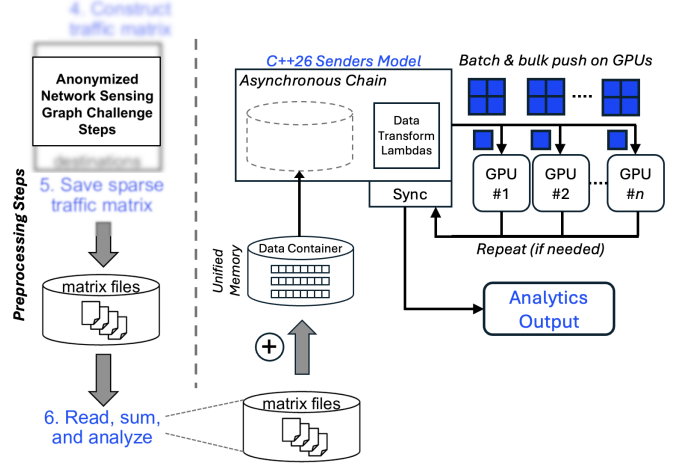 4. Construct
traffic matrix
Anonymized
Network Sensing
Graph Challenge
Steps
destinations
5. Save sparse
traffic matrix
Preprocessing Steps
matrix files
6. Read, sum,
and analyze
C++26 Senders Model
Asynchronous Chain
Data
Transform
Lambdas
Sync
Batch & bulk push on GPUs
GPU
#1
GPU
#2
GPU
#n
Repeat (if needed)
Unified
Memory
Data Container
Analytics
Output
+
matrix files